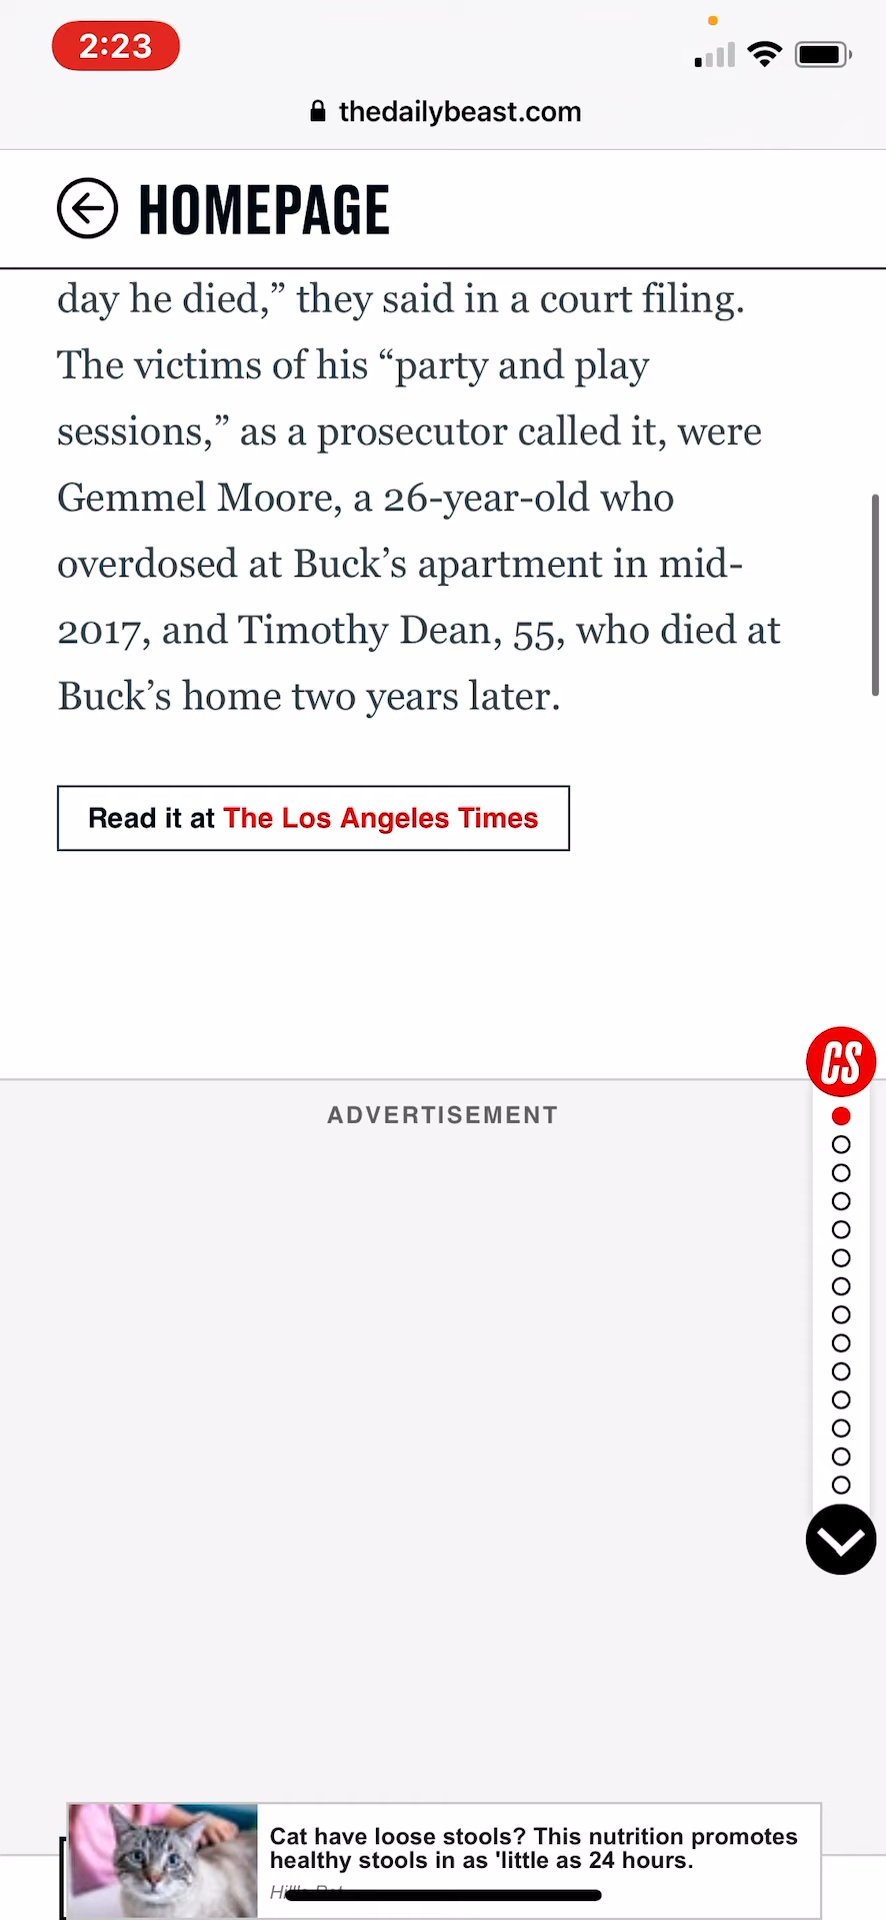 2:23
thedailybeast.com
HOMEPAGE
day he died,” they said in a court filing.
The victims of his “party and play
sessions,” as a prosecutor called it, were
Gemmel Moore, a 26-year-old who
overdosed at Buck’s apartment in mid-
2017, and Timothy Dean, 55, who died at
Buck’s home two years later.
Read it at The Los Angeles Times
CS
ADVERTISEMENT
Cat have loose stools? This nutrition promotes
healthy stools in as 'little as 24 hours.